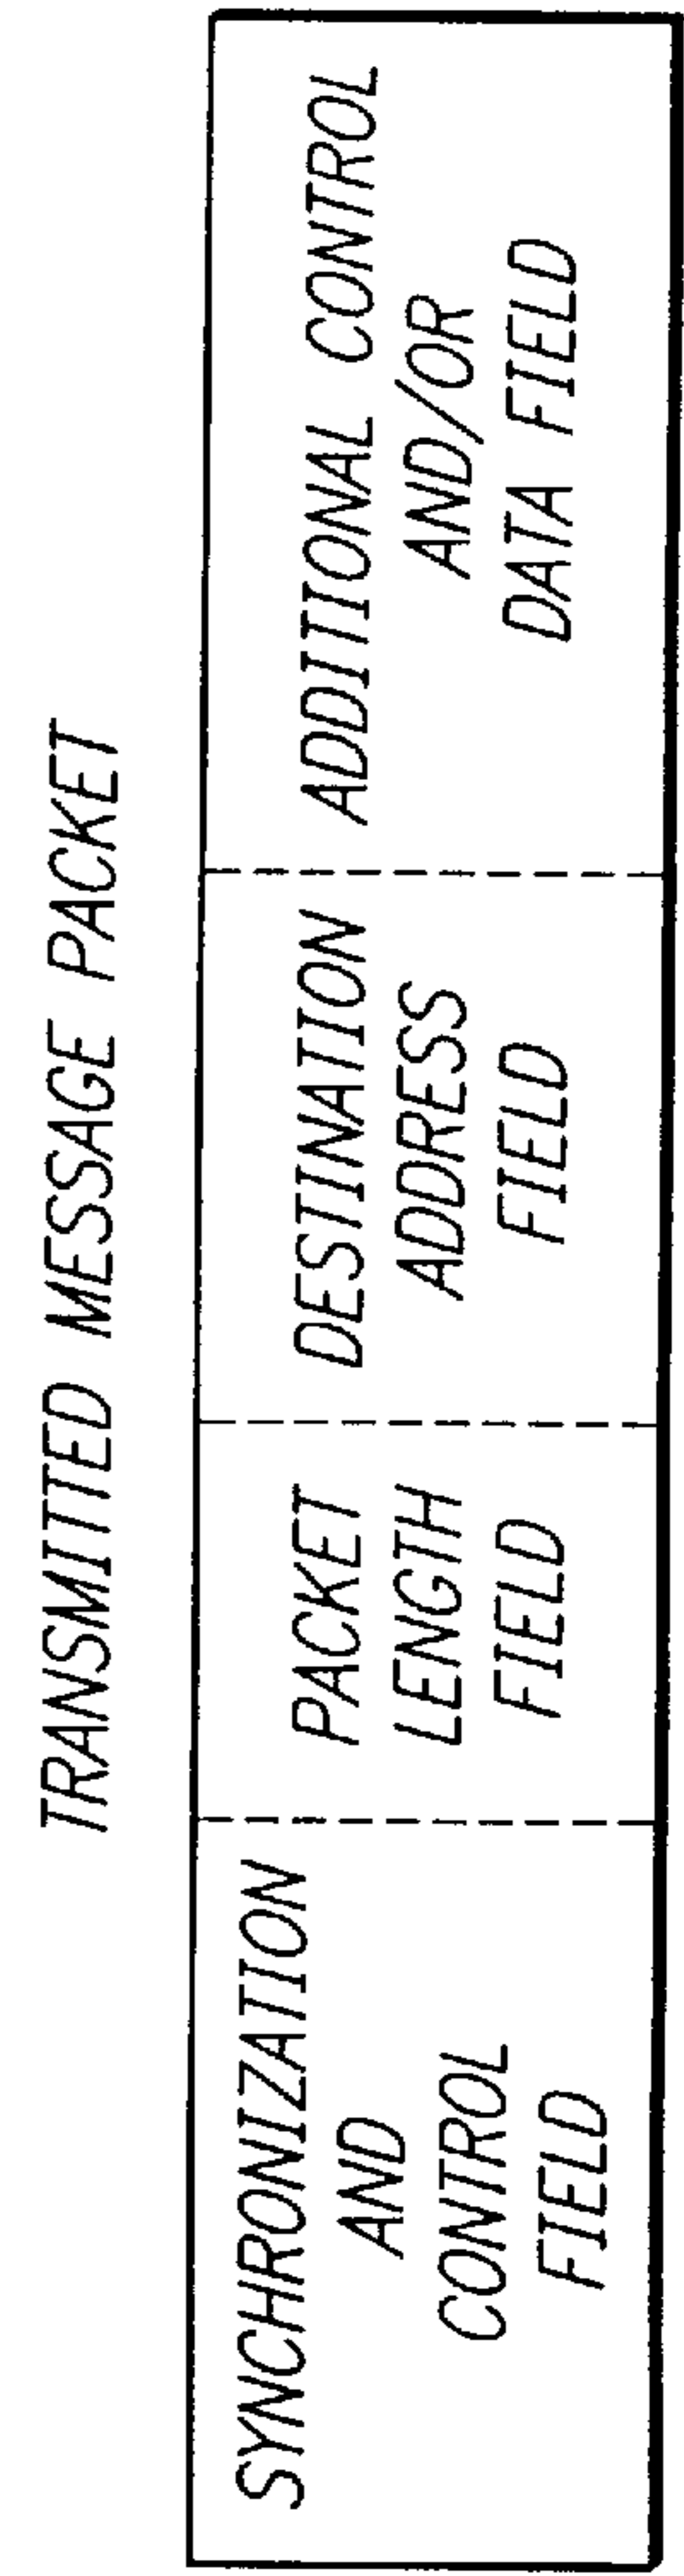 TRANSMITTED MESSAGE PACKET
SYNCHRONIZATION
AND
CONTROL
FIELD
PACKET
LENGTH
FIELD
DESTINATION
ADDRESS
FIELD
ADDITIONAL CONTROL
AND/OR
DATA FIELD